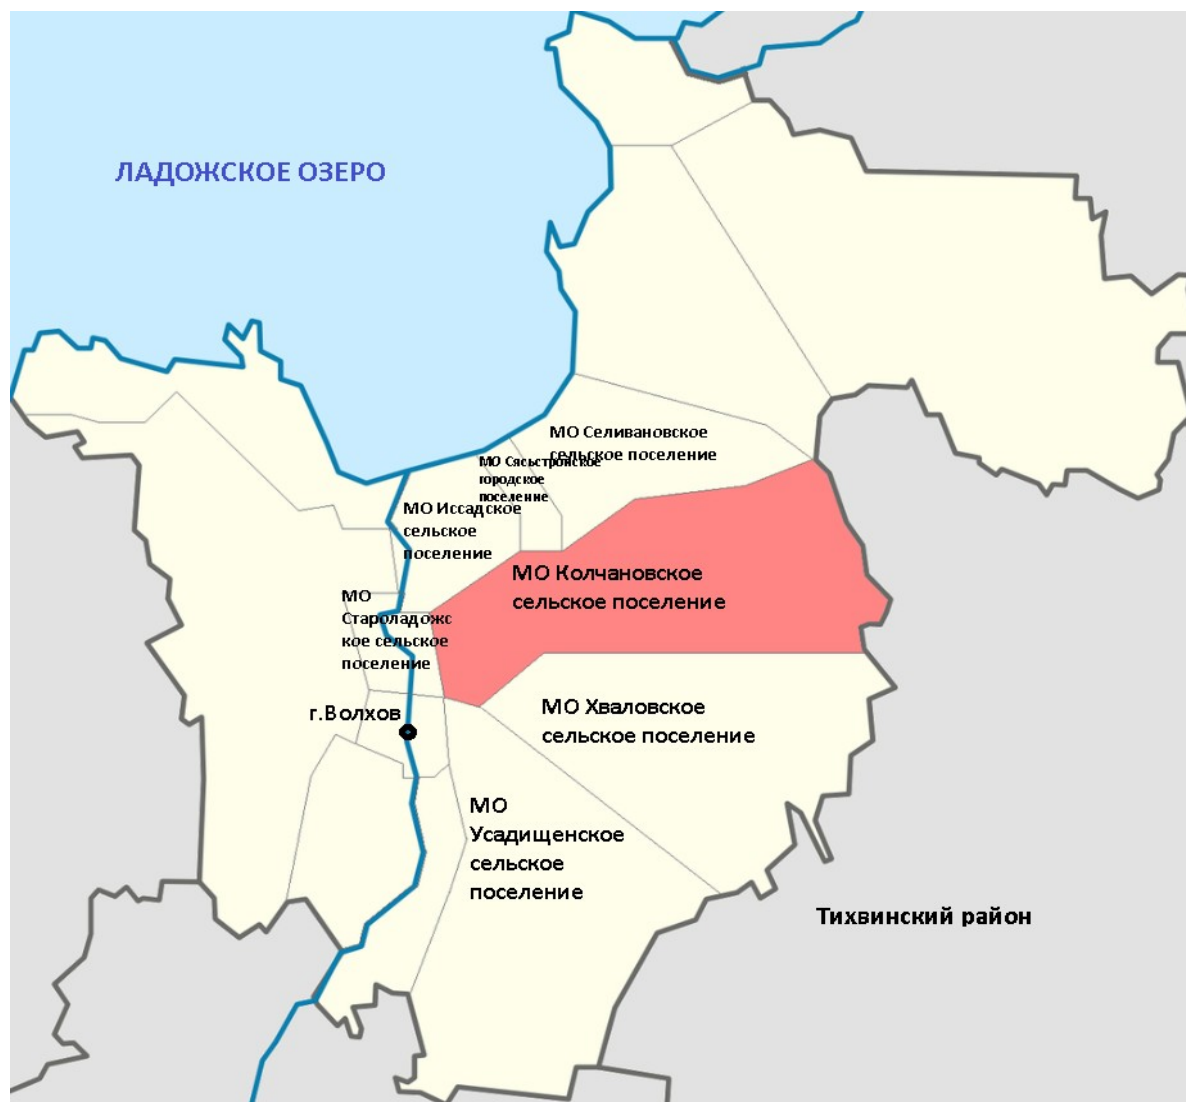 ЛАДОЖСКОЕ ОЗЕРО
МО Селивановское
сельское поселение
МО Сясьстройское
городское
поселение
МО Иссадское
сельское
поселение
МО Колчановское
сельское поселение
МО
Староладожс
кое сельское
поселение
г.Волхов
МО Хваловское
сельское поселение
МО
Усадищенское
сельское
поселение
Тихвинский район